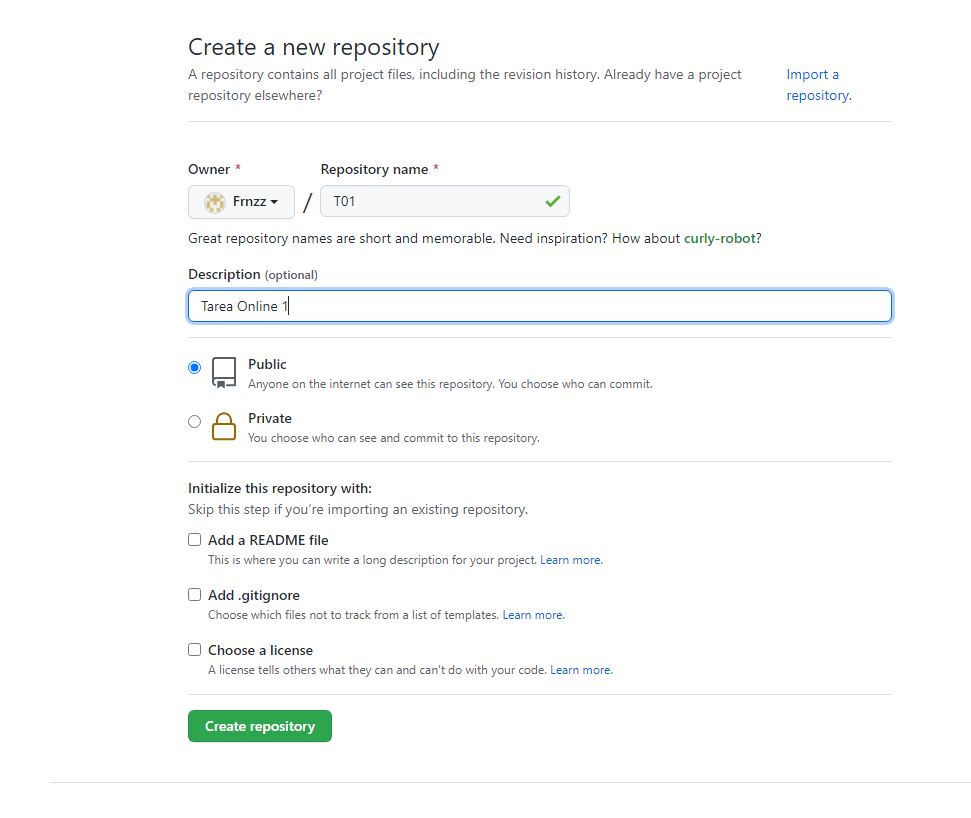 Create a new repository
A repository contains all project files, including the revision history. Already have a project
repository elsewhere?
Import a
repository.
Owner *
Repository name *
Frnzz
/
T01
Great repository names are short and memorable. Need inspiration? How about curly-robot?
Description (optional)
Tarea Online 1
Public
Anyone on the internet can see this repository. You choose who can commit.
Private
You choose who can see and commit to this repository.
Initialize this repository with:
Skip this step if you’re importing an existing repository.
Add a README file
This is where you can write a long description for your project. Learn more.
Add .gitignore
Choose which files not to track from a list of templates. Learn more.
Choose a license
A license tells others what they can and can't do with your code. Learn more.
Create repository